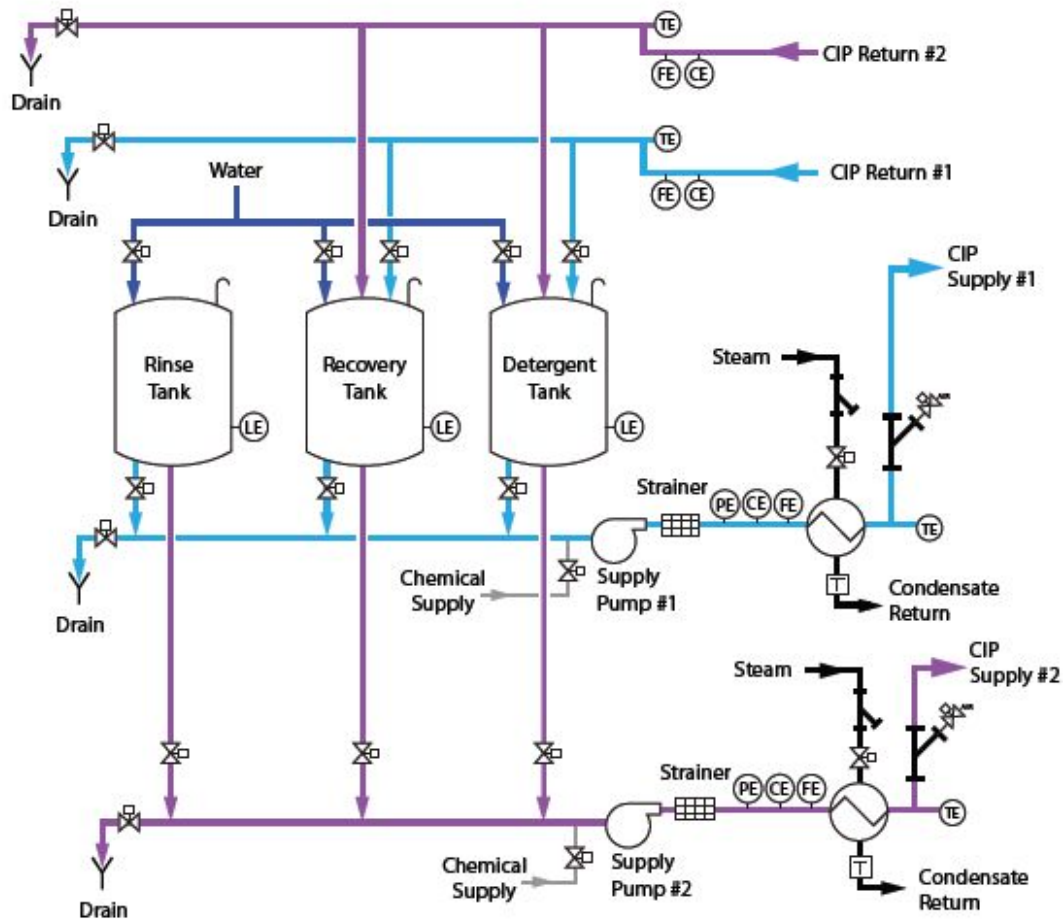 TE
CIP Return #2
FE
CE
Drain
TE
Water
CIP Return #1
FE
CE
Drain
CIP
Supply #1
Rinse
Tank
Recovery
Tank
Detergent
Tank
Steam
LE
LE
LE
Strainer
PE
CE
FE
TE
Chemical
Supply
Supply
Pump #1
T
Condensate
Return
Drain
Steam
CIP
Supply #2
Strainer
PE
CE
FE
TE
Chemical
Supply
Supply
Pump #2
T
Condensate
Return
Drain